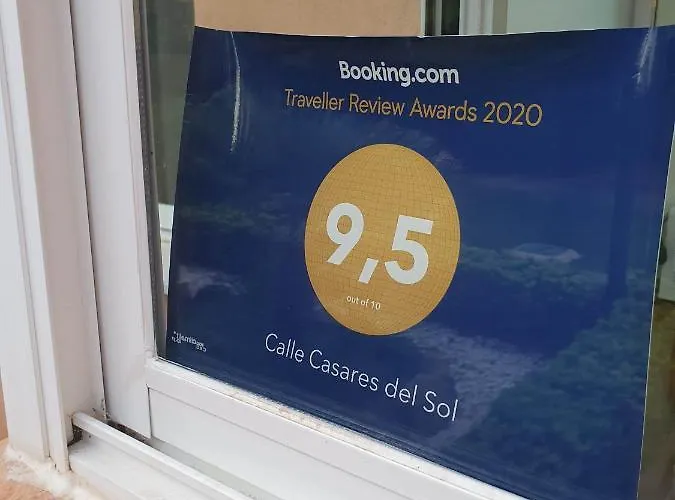 Booking.com
Traveller Review Awards 2020
9,5
out of 10
Calle Casares del Sol